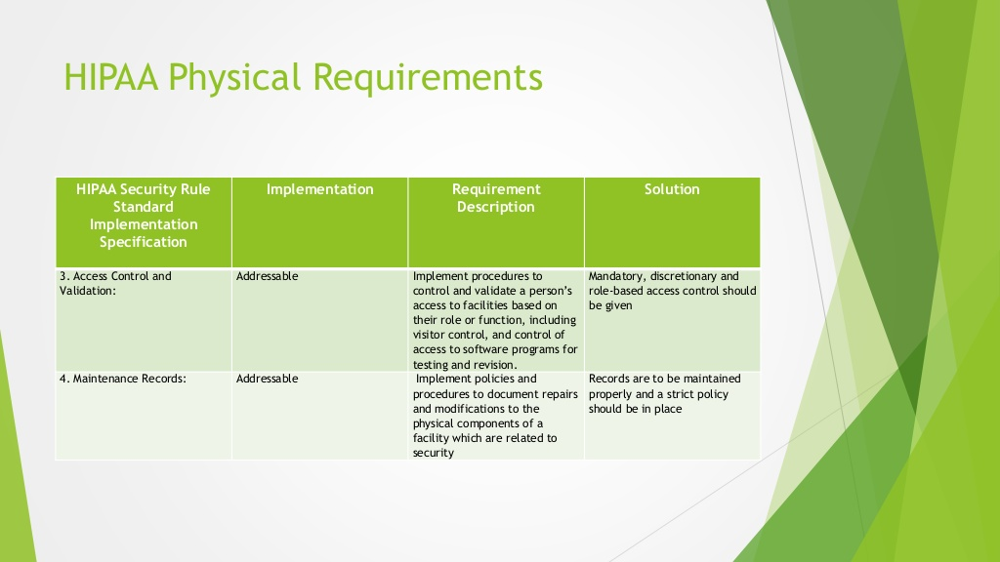 HIPAA Physical Requirements
HIPAA Security Rule
Standard
Implementation
Specification
Implementation
Requirement
Description
Solution
3. Access Control and
Validation:
Addressable
Implement procedures to
control and validate a person's
access to facilities based on
their role or function, including
visitor control, and control of
access to software programs for
testing and revision.
Mandatory, discretionary and
role-based access control should
be given
4. Maintenance Records:
Addressable
Implement policies and
procedures to document repairs
and modifications to the
physical components of a
facility which are related to
security
Records are to be maintained
properly and a strict policy
should be in place